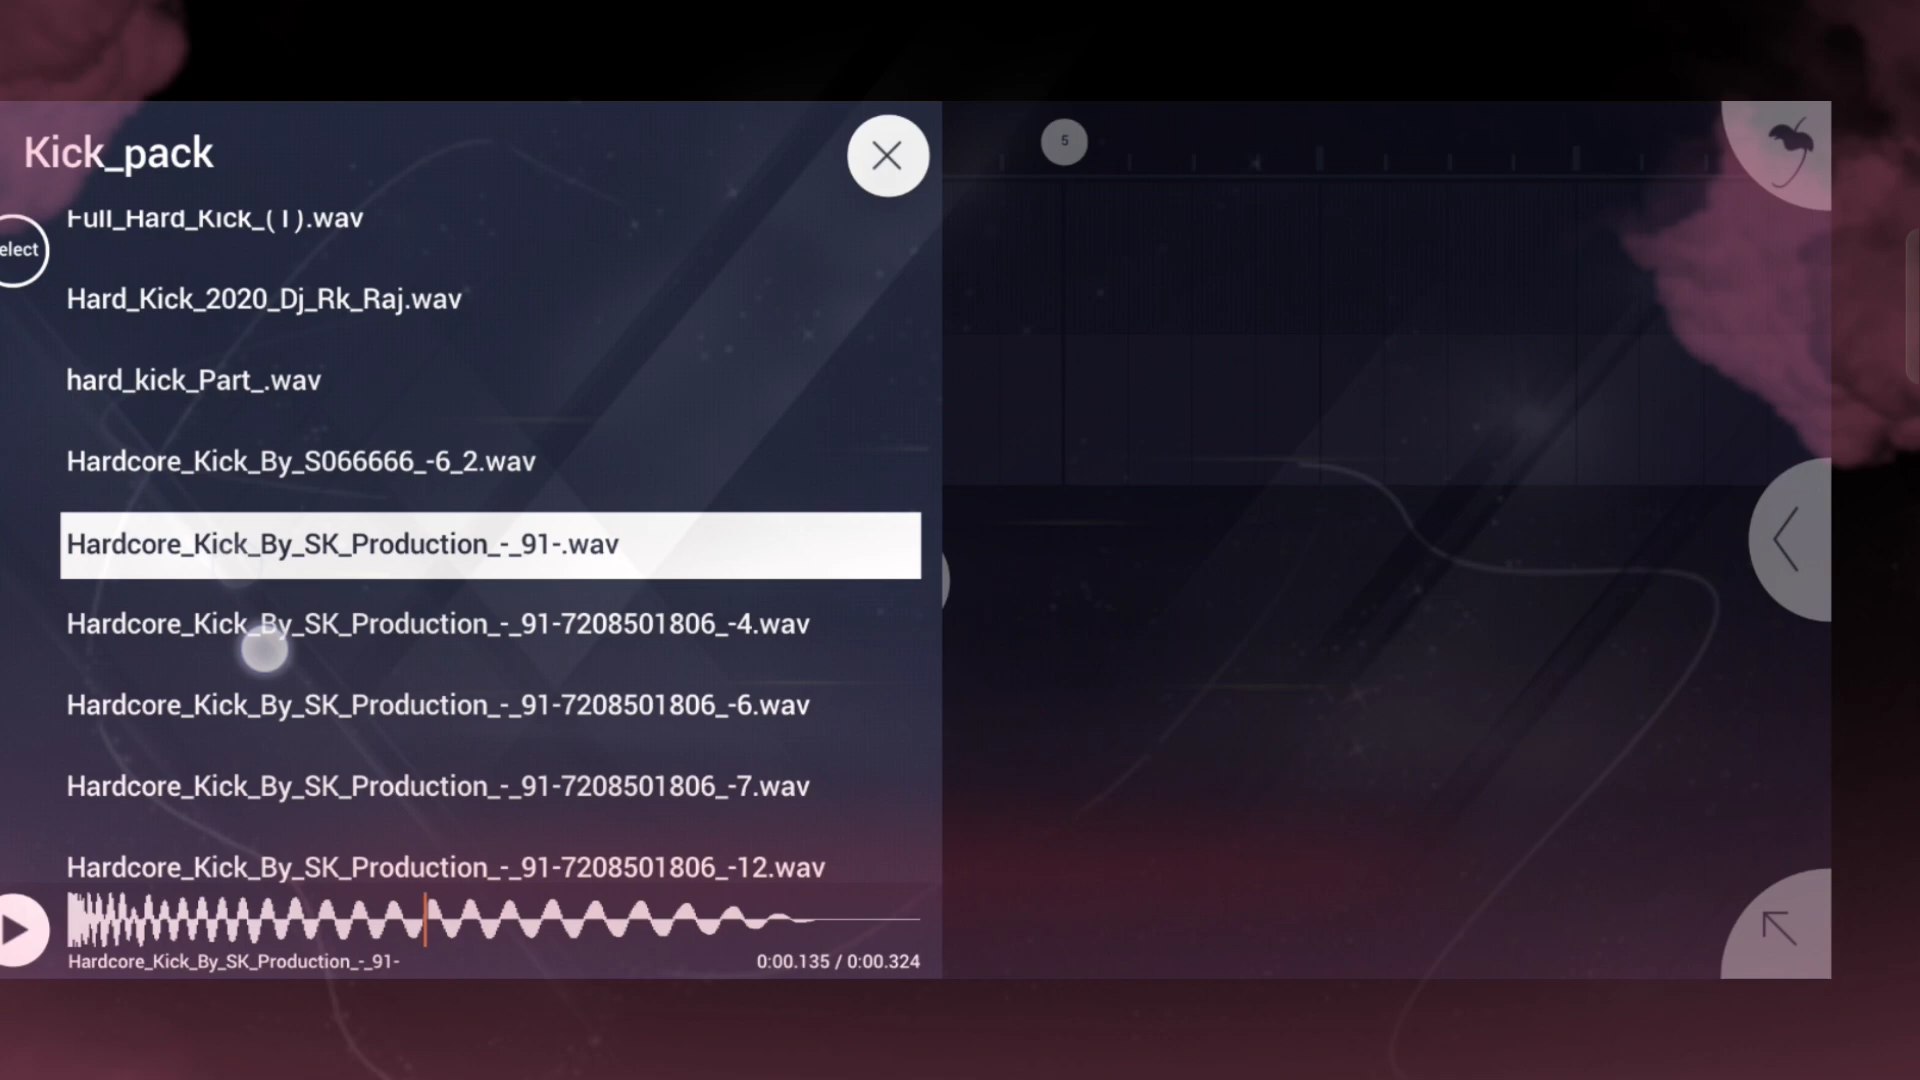 Kick_pack
5
Full_Hard_Kick_(1).wav
elect
Hard_Kick_2020_Dj_Rk_Raj.wav
hard_kick_Part_.wav
Hardcore_Kick_By_S066666_-6_2.wav
Hardcore_Kick_By_SK_Production_-_91-.wav
Hardcore_Kick_By_SK_Production_-_91-7208501806_-4.wav
Hardcore_Kick_By_SK_Production_-_91-7208501806_-6.wav
Hardcore_Kick_By_SK_Production_-_91-7208501806_-7.wav
Hardcore_Kick_By_SK_Production_-_91-7208501806_-12.wav
Hardcore_Kick_By_SK_Production_-_91-
0:00.135 / 0:00.324